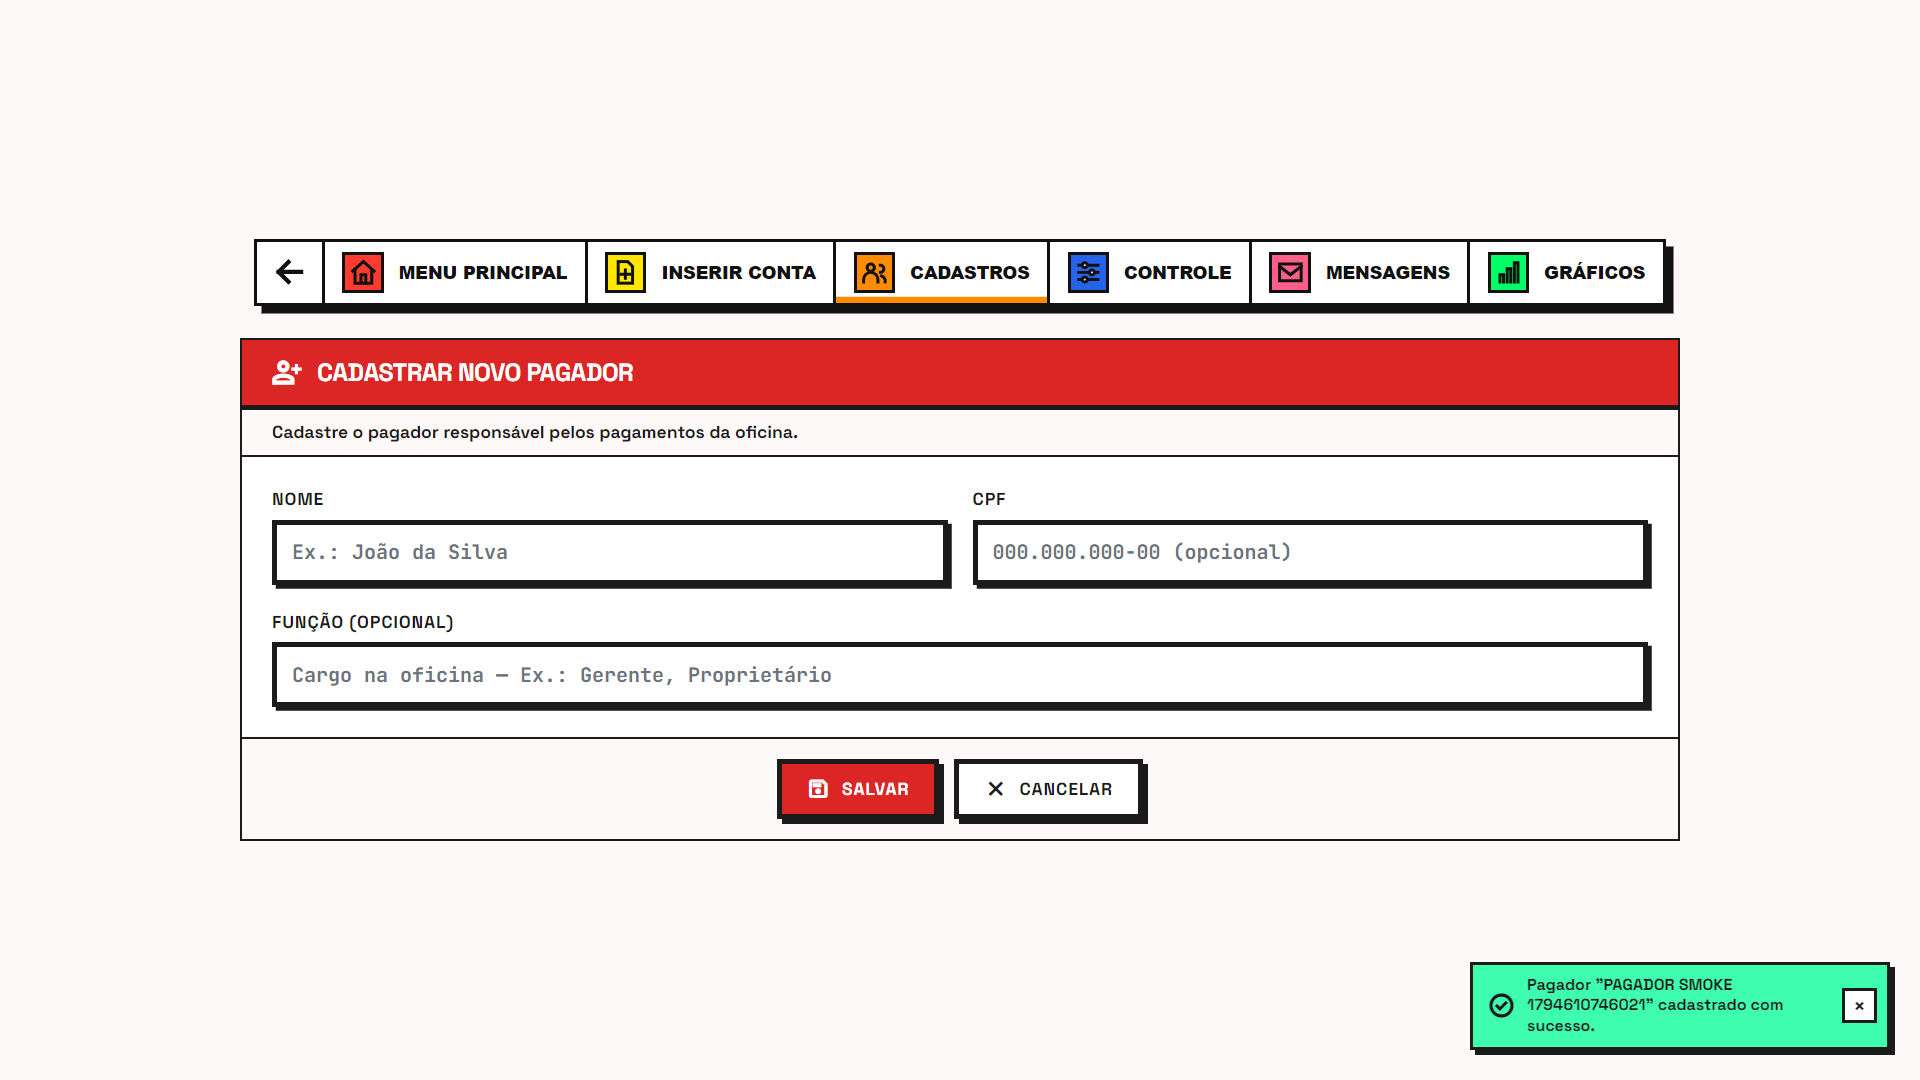 MENU PRINCIPAL
INSERIR CONTA
CADASTROS
CONTROLE
MENSAGENS
GRÁFICOS
CADASTRAR NOVO PAGADOR
Cadastre o pagador responsável pelos pagamentos da oficina.
NOME
CPF
Ex.: João da Silva
000.000.000-00 (opcional)
FUNÇÃO (OPCIONAL)
Cargo na oficina — Ex.: Gerente, Proprietário
SALVAR
CANCELAR
Pagador "PAGADOR SMOKE
1794610746021" cadastrado com
sucesso.
×